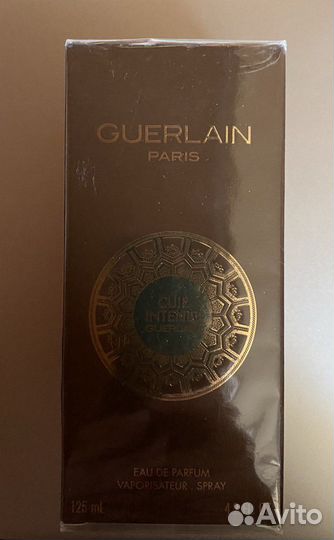 GUERLAIN
PARIS
CUIR
INTENSE
GUERLAIN
EAU DE PARFUM
VAPORISATEUR . SPRAY
125 mL
Avito